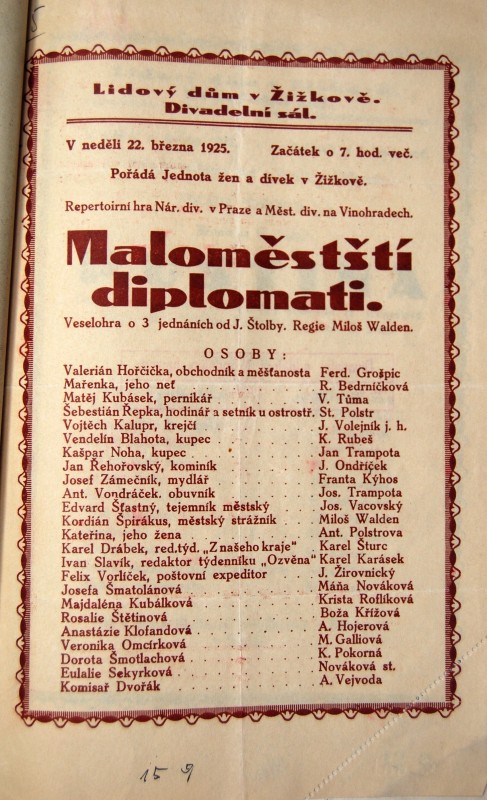 Lidový dům v Žižkově.
Divadelní sál.
V neděli 22. března 1925. Začátek o 7. hod. več.
Pořádá Jednota žen a dívek v Žižkově.
Repertoirní hra Nár. div. v Praze a Měst. div. na Vinohradech.
Maloměstští
diplomati.
Veselohra o 3 jednáních od J. Štolby. Regie Miloš Walden.
OSOBY:
Valerián Hořčička, obchodník a měšťanosta Ferd. Grošpic
Mařenka, jeho neť R. Bedrníčková
Matěj Kubásek, pernikář V. Tůma
Šebestián Řepka, hodinář a setník u ostrostř. St. Polstr
Vojtěch Kalupr, krejčí J. Volejník j. h.
Vendelín Blahota, kupec K. Rubeš
Kašpar Noha, kupec Jan Trampota
Jan Řehořovský, kominík J. Ondříček
Josef Zámečník, mydlář Franta Kýhos
Ant. Vondráček. obuvník Jos. Trampota
Edvard Šťastný, tejemník městský Jos. Vacovský
Kordián Špirákus, městský strážník Miloš Walden
Kateřina, jeho žena Ant. Polstrova
Karel Drábek, red. týd. „Z našeho kraje" Karel Šturc
Ivan Slavík, redaktor týdenníku „Ozvěna" Karel Karásek
Felix Vorlíček, poštovní expeditor J. Žirovnický
Josefa Šmatolánová Máňa Nováková
Majdaléna Kubálková Krista Roflíková
Rosalie Štětinová Boža Křížová
Anastázie Klofandová A. Hojerová
Veronika Omcírková M. Galliová
Dorota Šmotlachová K. Pokorná
Eulalie Sekyrková Nováková st.
Komisař Dvořák A. Vejvoda
15 9